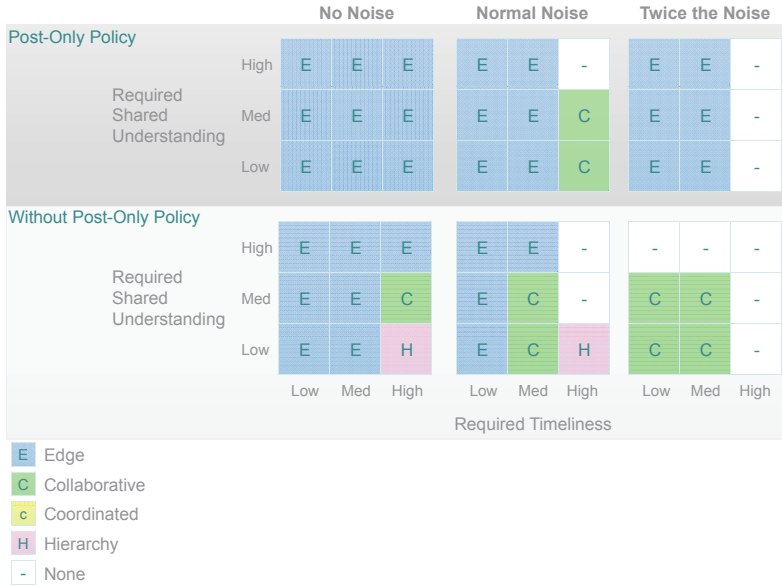 No Noise Normal Noise Twice the Noise
Post-Only Policy
High E E E E E - E E -
Required
Shared
Understanding
Med E E E E E C E E -
Low E E E E E C E E -
Without Post-Only Policy
High E E E E E - - - -
Required
Shared
Understanding
Med E E C E C - C C -
Low E E H E C H C C -
Low Med High Low Med High Low Med High
Required Timeliness
E Edge
C Collaborative
c Coordinated
H Hierarchy
- None